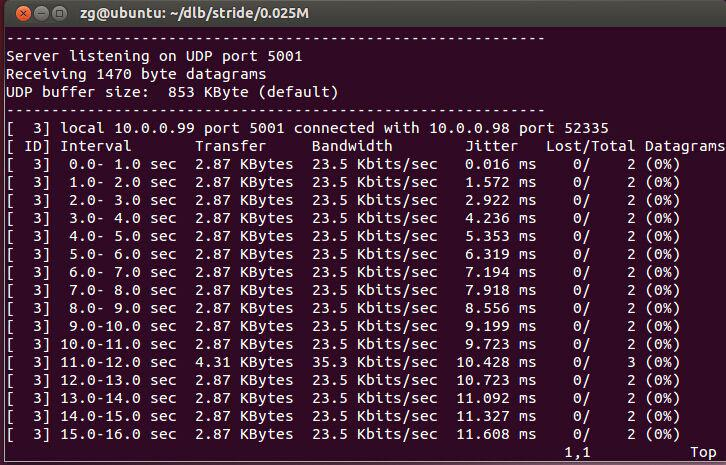 zg@ubuntu: ~/dlb/stride/0.025M
------------------------------------------------------------
Server listening on UDP port 5001
Receiving 1470 byte datagrams
UDP buffer size:  853 KByte (default)
------------------------------------------------------------
[  3] local 10.0.0.99 port 5001 connected with 10.0.0.98 port 52335
[ ID] Interval       Transfer     Bandwidth        Jitter   Lost/Total Datagrams
[  3]  0.0- 1.0 sec  2.87 KBytes  23.5 Kbits/sec   0.016 ms    0/    2 (0%)
[  3]  1.0- 2.0 sec  2.87 KBytes  23.5 Kbits/sec   1.572 ms    0/    2 (0%)
[  3]  2.0- 3.0 sec  2.87 KBytes  23.5 Kbits/sec   2.922 ms    0/    2 (0%)
[  3]  3.0- 4.0 sec  2.87 KBytes  23.5 Kbits/sec   4.236 ms    0/    2 (0%)
[  3]  4.0- 5.0 sec  2.87 KBytes  23.5 Kbits/sec   5.353 ms    0/    2 (0%)
[  3]  5.0- 6.0 sec  2.87 KBytes  23.5 Kbits/sec   6.319 ms    0/    2 (0%)
[  3]  6.0- 7.0 sec  2.87 KBytes  23.5 Kbits/sec   7.194 ms    0/    2 (0%)
[  3]  7.0- 8.0 sec  2.87 KBytes  23.5 Kbits/sec   7.918 ms    0/    2 (0%)
[  3]  8.0- 9.0 sec  2.87 KBytes  23.5 Kbits/sec   8.556 ms    0/    2 (0%)
[  3]  9.0-10.0 sec  2.87 KBytes  23.5 Kbits/sec   9.199 ms    0/    2 (0%)
[  3] 10.0-11.0 sec  2.87 KBytes  23.5 Kbits/sec   9.723 ms    0/    2 (0%)
[  3] 11.0-12.0 sec  4.31 KBytes  35.3 Kbits/sec  10.428 ms    0/    3 (0%)
[  3] 12.0-13.0 sec  2.87 KBytes  23.5 Kbits/sec  10.723 ms    0/    2 (0%)
[  3] 13.0-14.0 sec  2.87 KBytes  23.5 Kbits/sec  11.092 ms    0/    2 (0%)
[  3] 14.0-15.0 sec  2.87 KBytes  23.5 Kbits/sec  11.327 ms    0/    2 (0%)
[  3] 15.0-16.0 sec  2.87 KBytes  23.5 Kbits/sec  11.608 ms    0/    2 (0%)
1,1           Top